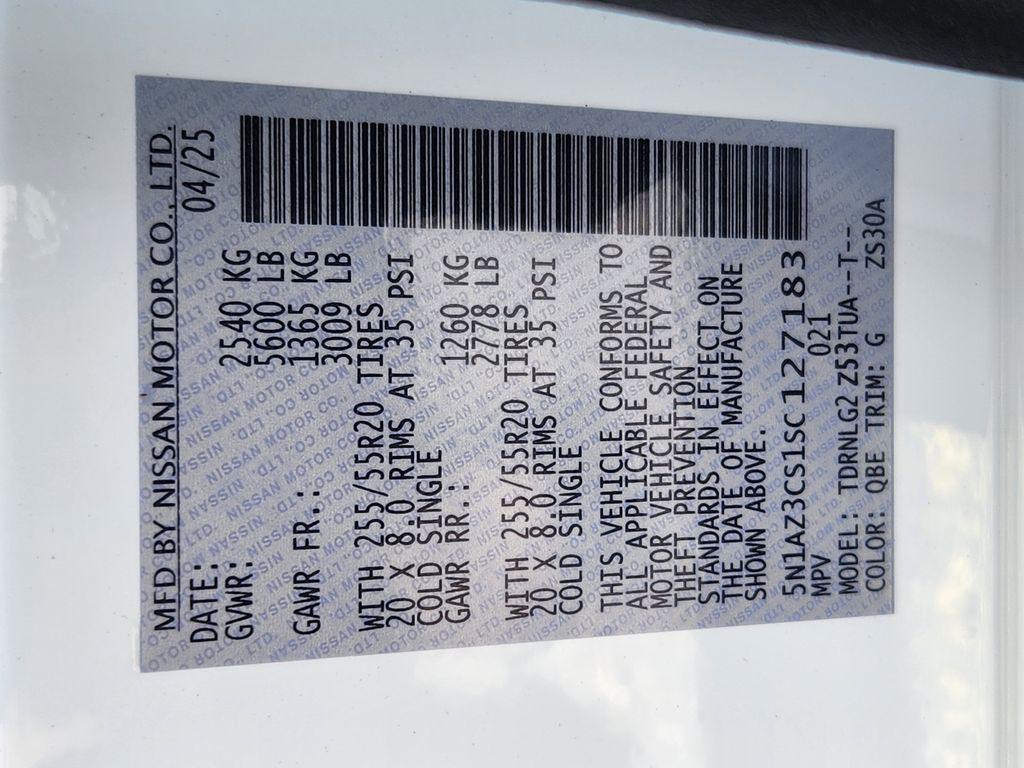 MFD BY NISSAN MOTOR CO., LTD.
DATE: 04/25
GVWR: 2540 KG
5600 LB
GAWR FR.: 1365 KG
3009 LB
WITH 255/55R20 TIRES
20 X 8.0 RIMS AT 35 PSI
COLD SINGLE
GAWR RR.: 1260 KG
2778 LB
WITH 255/55R20 TIRES
20 X 8.0 RIMS AT 35 PSI
COLD SINGLE
THIS VEHICLE CONFORMS TO
ALL APPLICABLE FEDERAL
MOTOR VEHICLE SAFETY AND
THEFT PREVENTION
STANDARDS IN EFFECT ON
THE DATE OF MANUFACTURE
SHOWN ABOVE.
5N1AZ3CS1SC127183
MPV 021
MODEL: TDRNLG2 Z53TUA--T--
COLOR: QBE TRIM: G ZS30A